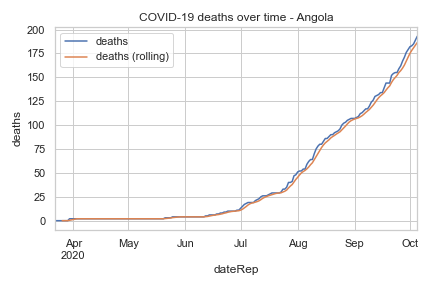 COVID-19 deaths over time - Angola
deaths
deaths (rolling)
200
175
150
125
100
75
50
25
0
deaths
Apr
2020
May
Jun
Jul
Aug
Sep
Oct
dateRep